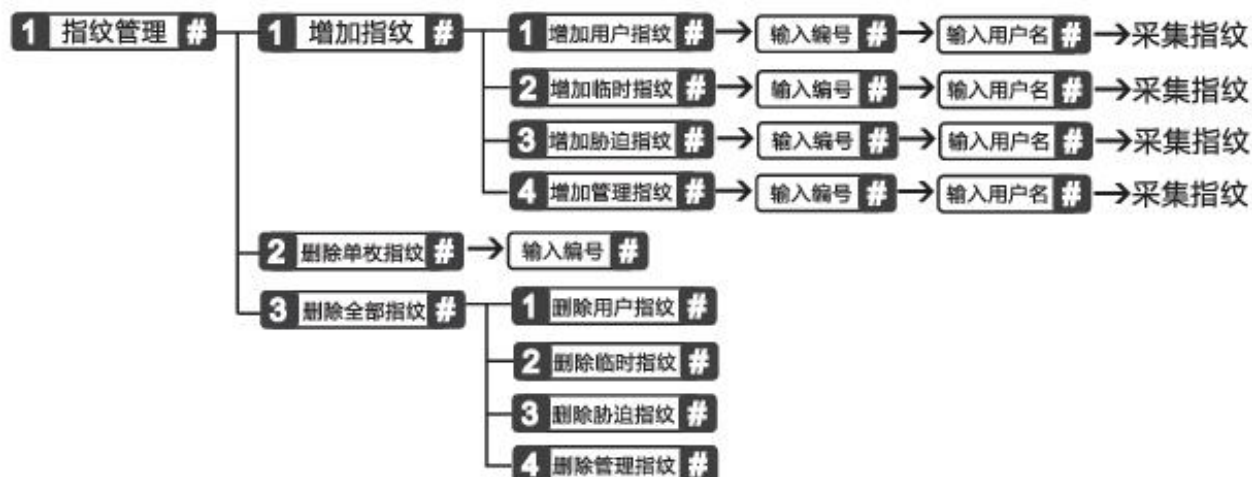 1 指纹管理 # 1 增加指纹 # 1 增加用户指纹 # → 输入编号 # → 输入用户名 # → 采集指纹
2 增加临时指纹 # → 输入编号 # → 输入用户名 # → 采集指纹
3 增加胁迫指纹 # → 输入编号 # → 输入用户名 # → 采集指纹
4 增加管理指纹 # → 输入编号 # → 输入用户名 # → 采集指纹
2 删除单枚指纹 # → 输入编号 #
3 删除全部指纹 # 1 删除用户指纹 #
2 删除临时指纹 #
3 删除胁迫指纹 #
4 删除管理指纹 #